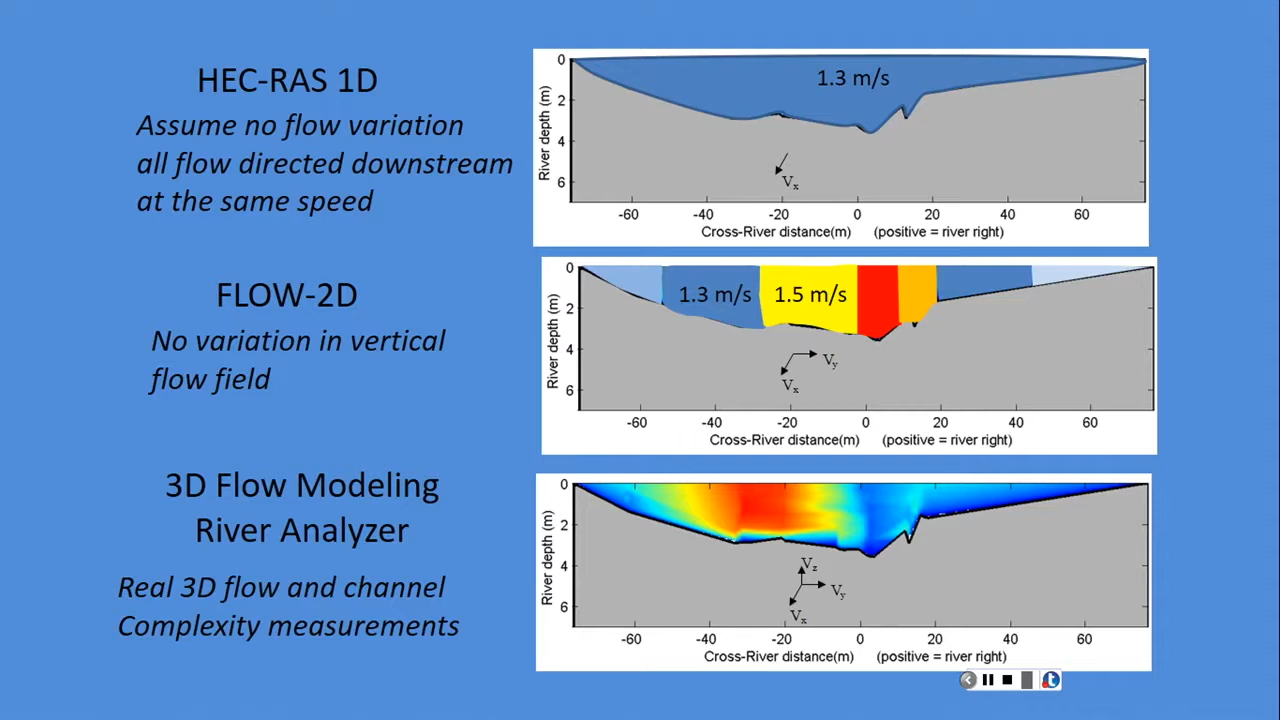 HEC-RAS 1D
Assume no flow variation
all flow directed downstream
at the same speed
River depth (m)
0
2
4
6
1.3 m/s
Vx
-60 -40 -20 0 20 40 60
Cross-River distance(m) (positive = river right)
FLOW-2D
No variation in vertical
flow field
River depth (m)
0
2
4
6
1.3 m/s 1.5 m/s
Vy
Vx
-60 -40 -20 0 20 40 60
Cross-River distance(m) (positive = river right)
3D Flow Modeling
River Analyzer
Real 3D flow and channel
Complexity measurements
River depth (m)
0
2
4
6
Vz
Vy
Vx
-60 -40 -20 0 20 40 60
Cross-River distance(m) (positive = river right)
t